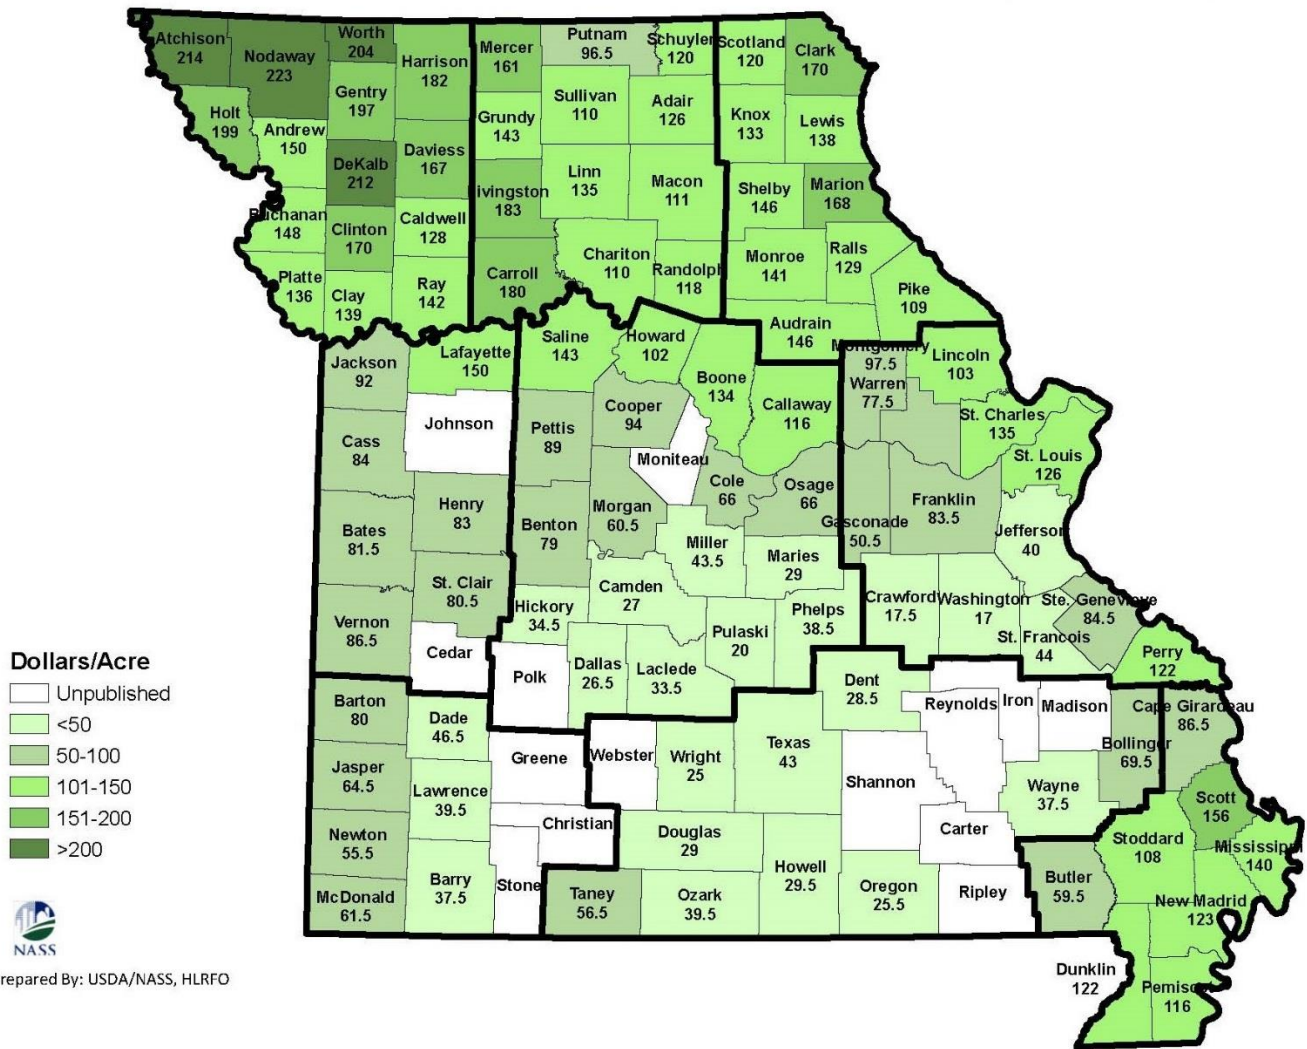 Atchison
214
Nodaway
223
Worth
204
Harrison
182
Mercer
161
Putnam
96.5
Schuyler
120
Scotland
120
Clark
170
Holt
199
Andrew
150
Gentry
197
DeKalb
212
Daviess
167
Grundy
143
Sullivan
110
Adair
126
Knox
133
Lewis
138
Buchanan
148
Clinton
170
Caldwell
128
ivingston
183
Linn
135
Macon
111
Shelby
146
Marion
168
Platte
136
Clay
139
Ray
142
Carroll
180
Chariton
110
Randolph
118
Monroe
141
Ralls
129
Pike
109
Audrain
146
Jackson
92
Lafayette
150
Saline
143
Howard
102
Boone
134
Callaway
116
Montgomery
97.5
Warren
77.5
Lincoln
103
St. Charles
135
St. Louis
126
Cass
84
Johnson
Pettis
89
Cooper
94
Moniteau
Cole
66
Osage
66
Gasconade
50.5
Franklin
83.5
Jefferson
40
Bates
81.5
Henry
83
Benton
79
Morgan
60.5
Miller
43.5
Maries
29
St. Clair
80.5
Camden
27
Hickory
34.5
Vernon
86.5
Cedar
Polk
Dallas
26.5
Laclede
33.5
Pulaski
20
Phelps
38.5
Crawford
17.5
Washington
17
Ste. Genevieve
84.5
St. Francois
44
Perry
122
Dollars/Acre
Unpublished
<50
50-100
101-150
151-200
>200
Barton
80
Dade
46.5
Greene
Webster
Wright
25
Texas
43
Dent
28.5
Reynolds
Iron
Madison
Cape Girardeau
86.5
Bollinger
69.5
Jasper
64.5
Lawrence
39.5
Christian
Shannon
Wayne
37.5
Scott
156
Newton
55.5
Douglas
29
Howell
29.5
Carter
Stoddard
108
Mississippi
140
McDonald
61.5
Barry
37.5
Stone
Taney
56.5
Ozark
39.5
Oregon
25.5
Ripley
Butler
59.5
New Madrid
123
Dunklin
122
Pemiscot
116
NASS
repared By: USDA/NASS, HLRFO